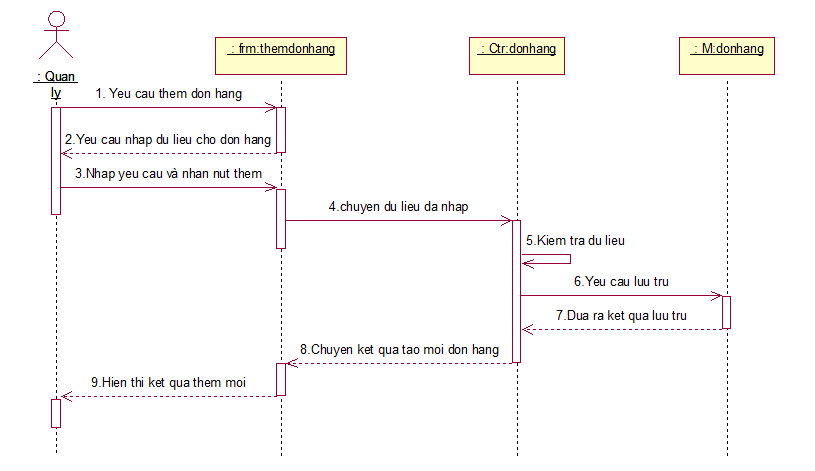 : frm:themdonhang
: Ctr:donhang
: M:donhang
: Quan
ly
1. Yeu cau them don hang
2.Yeu cau nhap du lieu cho don hang
3.Nhap yeu cau và nhan nut them
4.chuyen du lieu da nhap
5.Kiem tra du lieu
6.Yeu cau luu tru
7.Dua ra ket qua luu tru
8.Chuyen ket qua tao moi don hang
9.Hien thi ket qua them moi